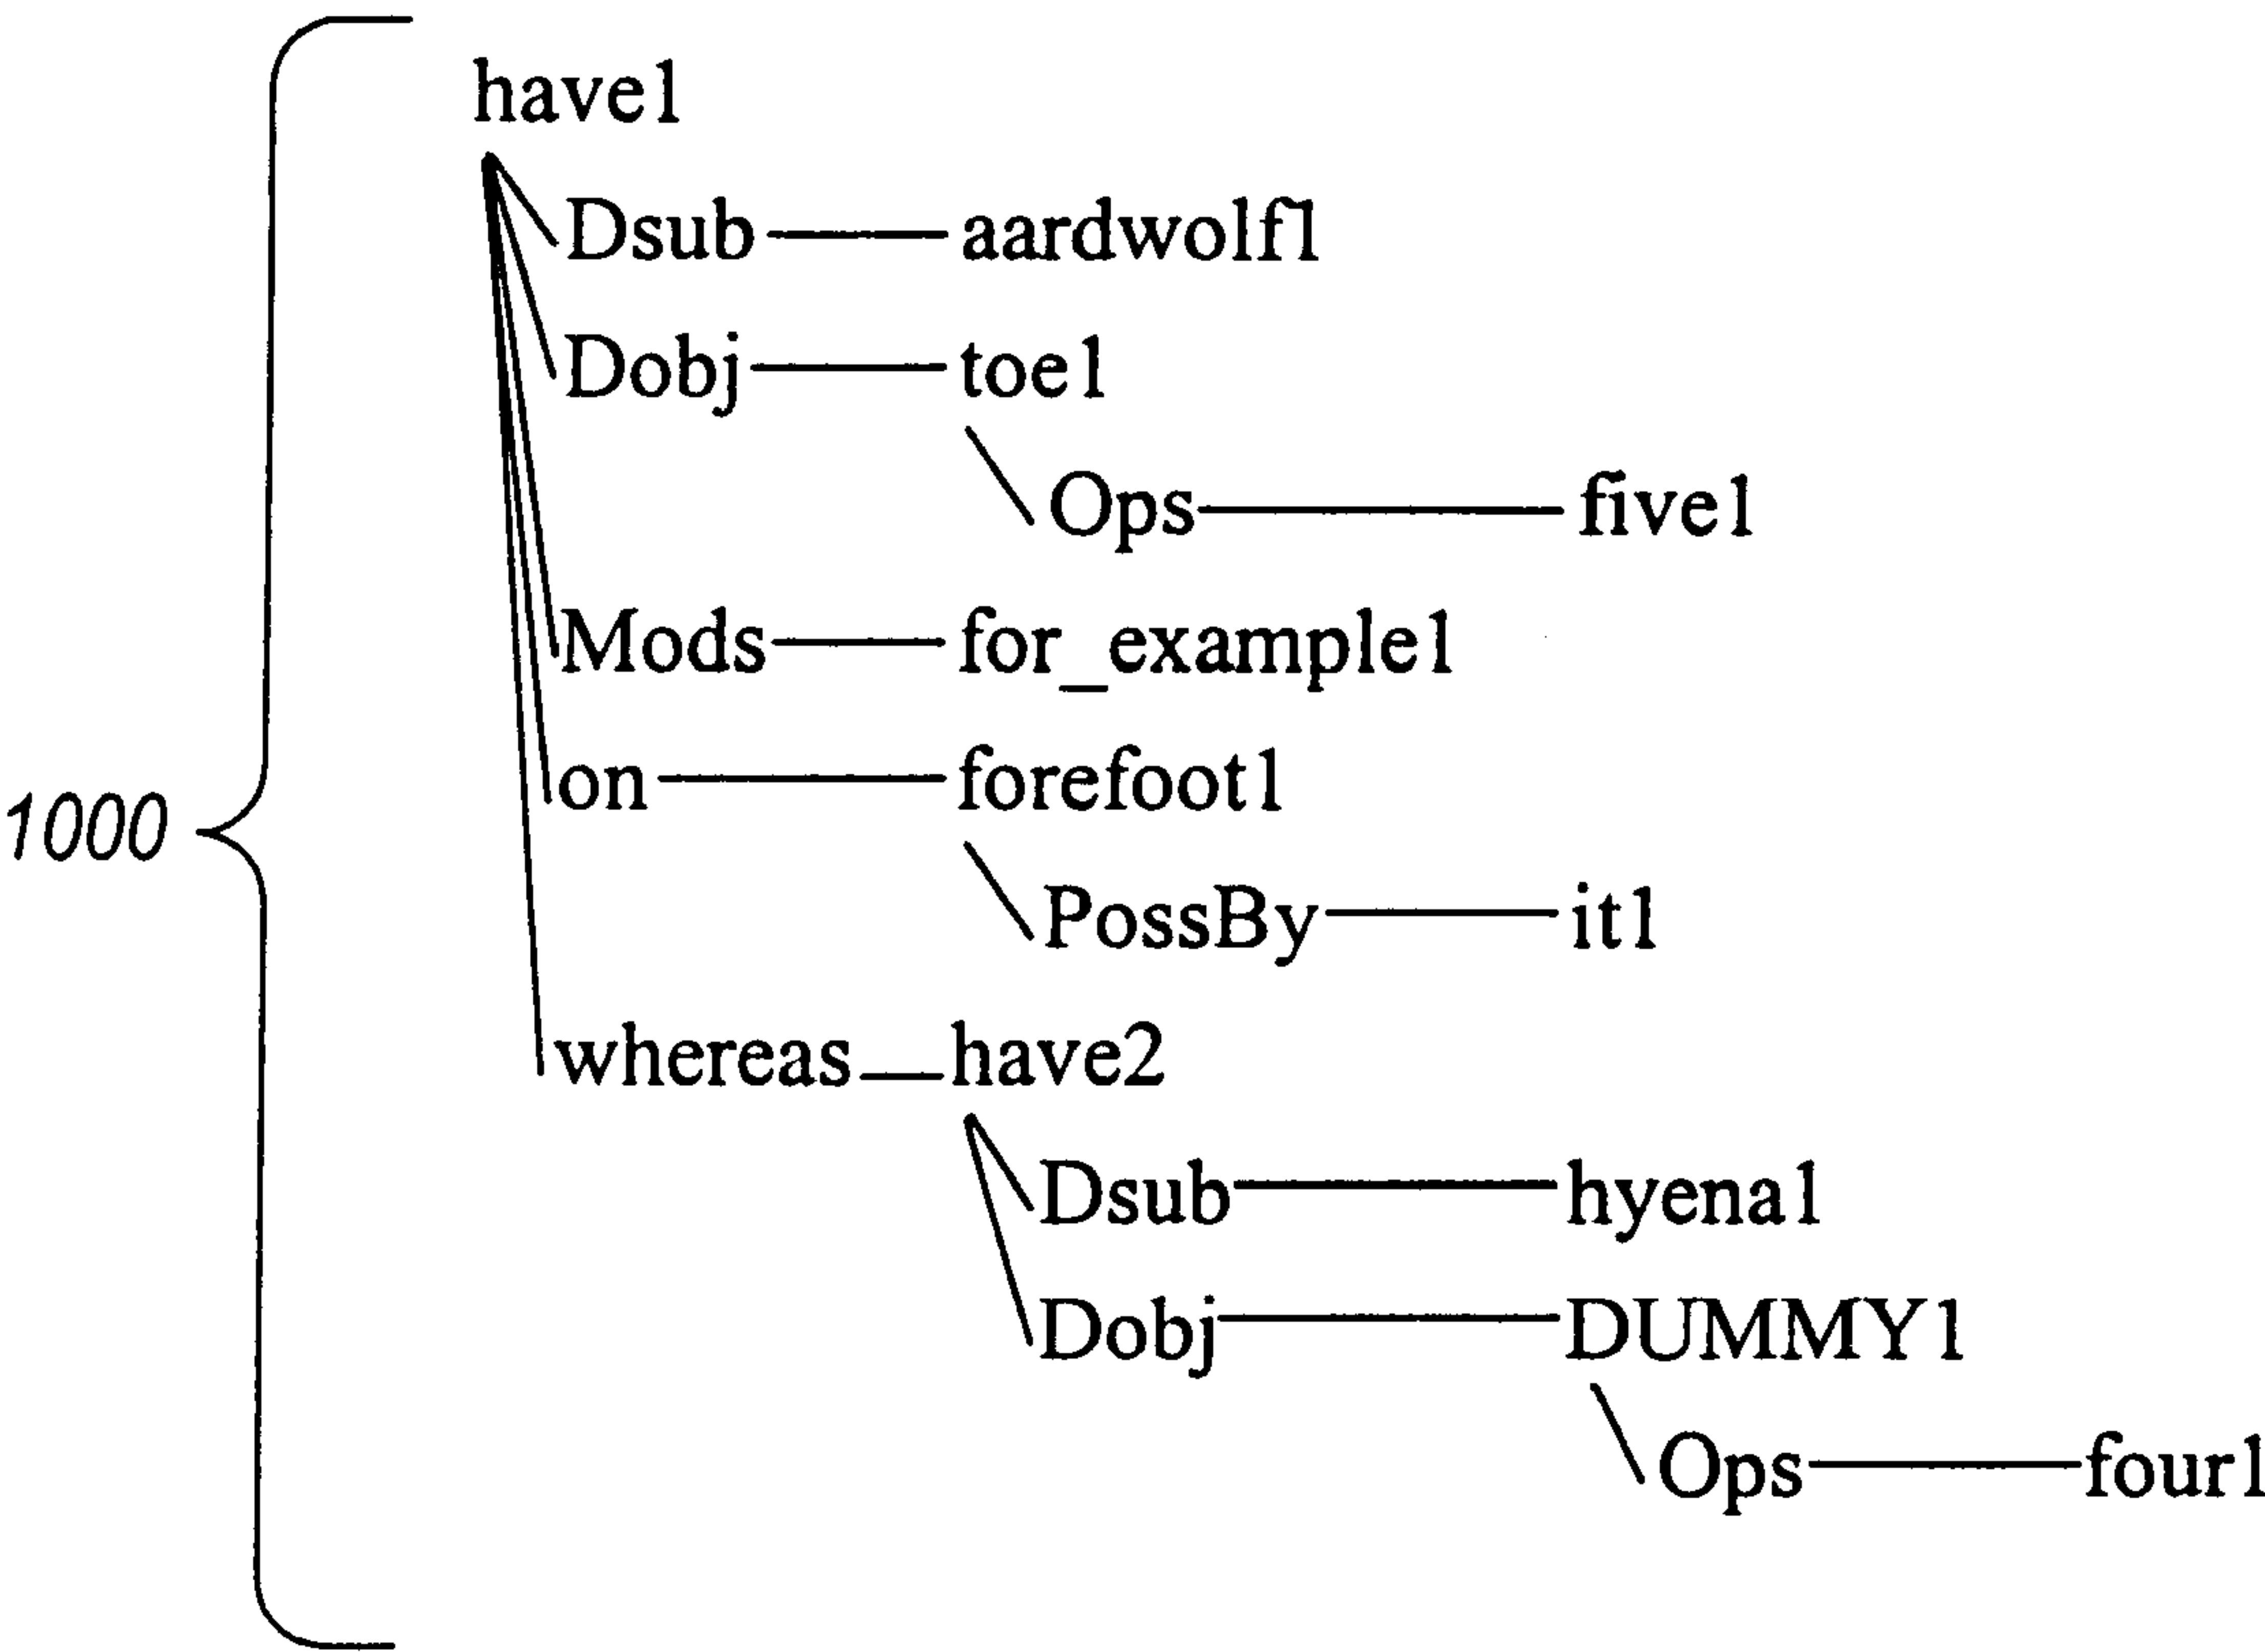 have1
Dsub aardwolf1
Dobj toe1
Ops five1
Mods for_example1
on forefoot1
1000
PossBy it1
whereas have2
Dsub hyena1
Dobj DUMMY1
Ops four1